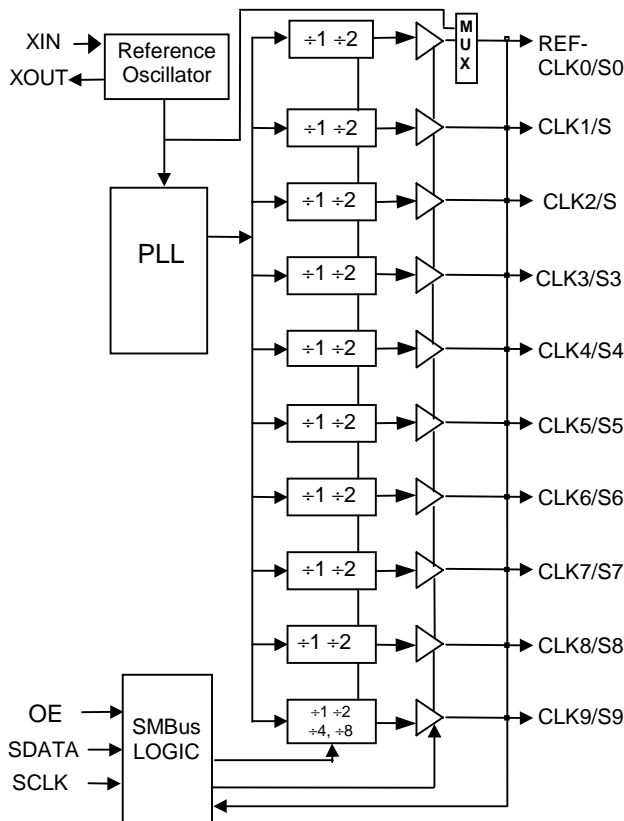 XIN
XOUT
Reference
Oscillator
÷1 ÷2
M
U
X
REF-
CLK0/S0
÷1 ÷2
CLK1/S
÷1 ÷2
CLK2/S
PLL
÷1 ÷2
CLK3/S3
÷1 ÷2
CLK4/S4
÷1 ÷2
CLK5/S5
÷1 ÷2
CLK6/S6
÷1 ÷2
CLK7/S7
÷1 ÷2
CLK8/S8
÷1 ÷2
÷4, ÷8
CLK9/S9
OE
SDATA
SCLK
SMBus
LOGIC